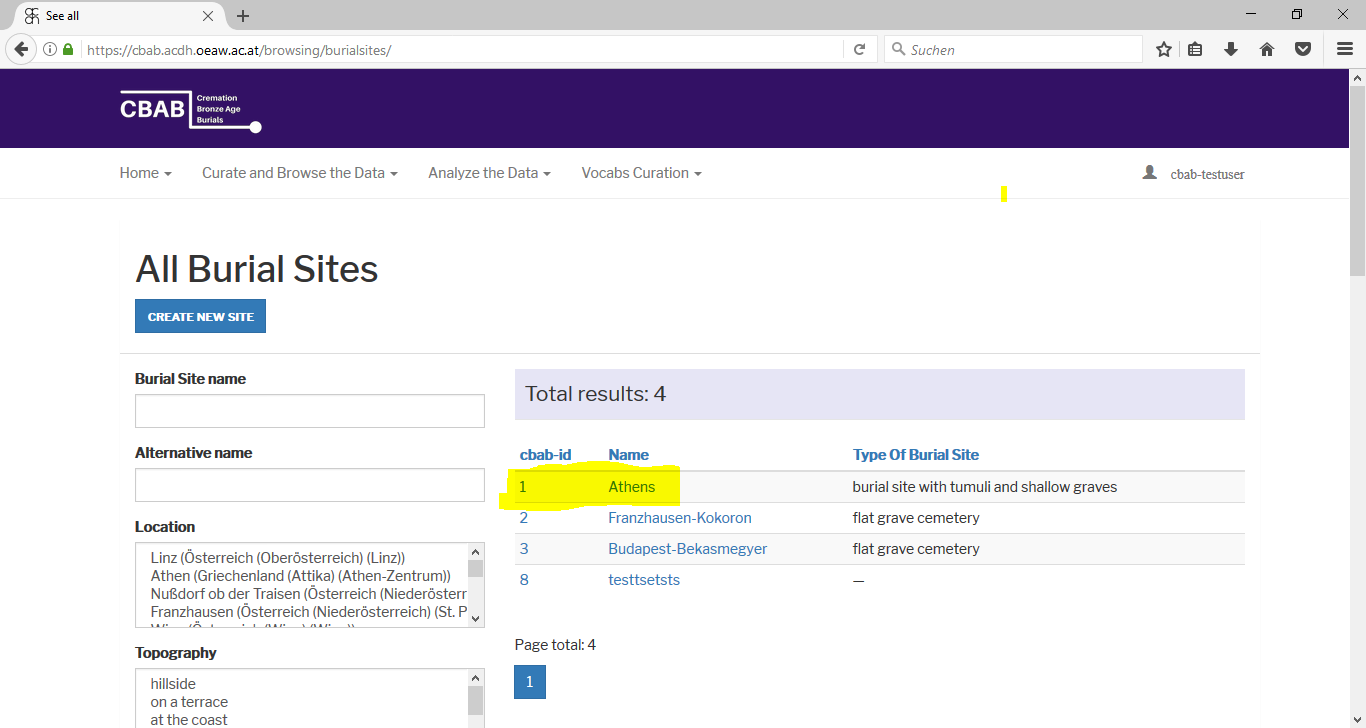 See all
https://cbab.acdh.oeaw.ac.at/browsing/burialsites/
Suchen
CBAB
Cremation
Bronze Age
Burials
Home
Curate and Browse the Data
Analyze the Data
Vocabs Curation
cbab-testuser
All Burial Sites
CREATE NEW SITE
Burial Site name
Alternative name
Location
Linz (Österreich (Oberösterreich) (Linz))
Athen (Griechenland (Attika) (Athen-Zentrum))
Nußdorf ob der Traisen (Österreich (Niederösterr
Franzhausen (Österreich (Niederösterreich) (St. P
Topography
hillside
on a terrace
at the coast
Total results: 4
cbab-id Name Type Of Burial Site
1 Athens burial site with tumuli and shallow graves
2 Franzhausen-Kokoron flat grave cemetery
3 Budapest-Bekasmegyer flat grave cemetery
8 testtsetsts —
Page total: 4
1